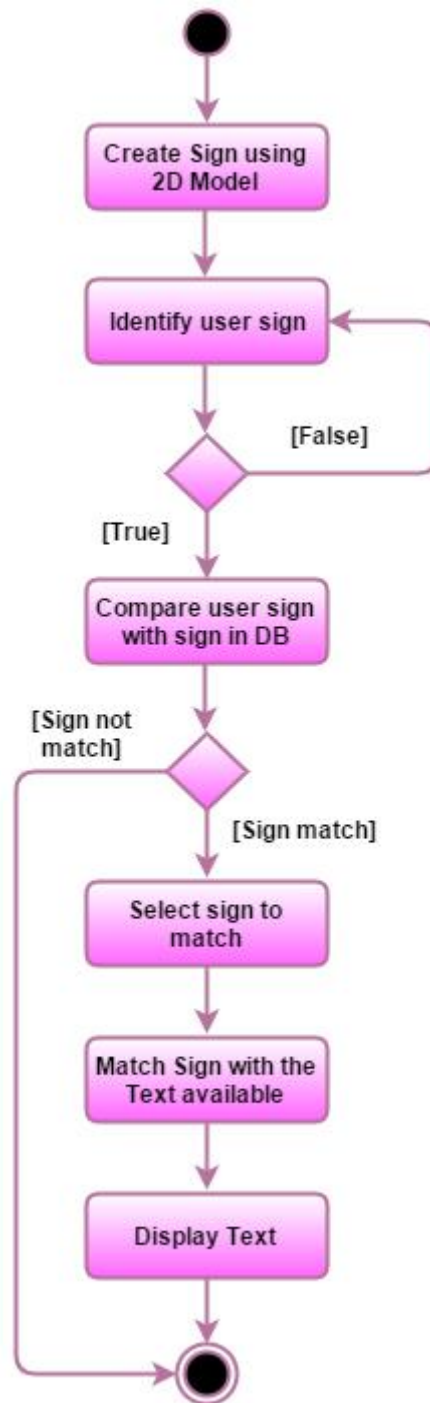 Create Sign using
2D Model
Identify user sign
[False]
[True]
Compare user sign
with sign in DB
[Sign not
match]
[Sign match]
Select sign to
match
Match Sign with the
Text available
Display Text